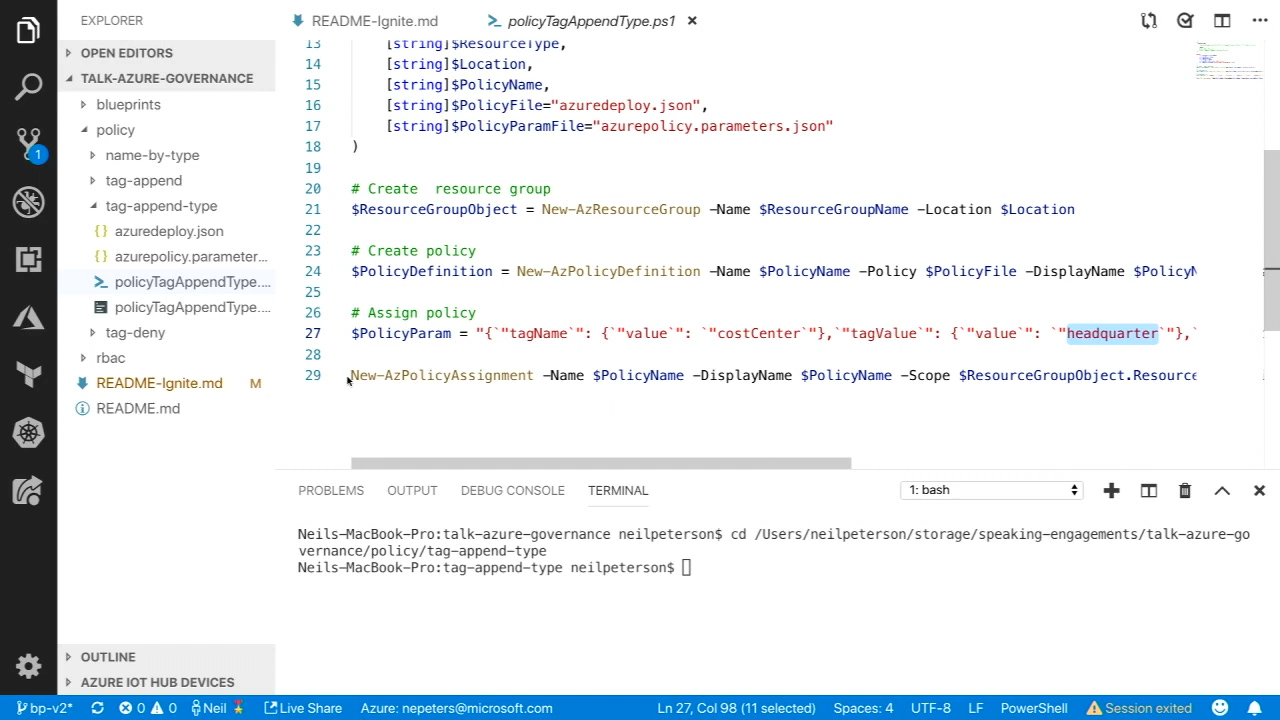 EXPLORER
OPEN EDITORS
TALK-AZURE-GOVERNANCE
blueprints
policy
name-by-type
tag-append
tag-append-type
{} azuredeploy.json
{} azurepolicy.parameter...
policyTagAppendType....
policyTagAppendType....
tag-deny
rbac
README-Ignite.md M
README.md
OUTLINE
AZURE IOT HUB DEVICES
1
README-Ignite.md
policyTagAppendType.ps1
13 [string]$ResourceType,
14 [string]$Location,
15 [string]$PolicyName,
16 [string]$PolicyFile="azuredeploy.json",
17 [string]$PolicyParamFile="azurepolicy.parameters.json"
18 )
19
20 # Create  resource group
21 $ResourceGroupObject = New-AzResourceGroup -Name $ResourceGroupName -Location $Location
22
23 # Create policy
24 $PolicyDefinition = New-AzPolicyDefinition -Name $PolicyName -Policy $PolicyFile -DisplayName $PolicyN
25
26 # Assign policy
27 $PolicyParam = "{`"tagName`": {`"value`": `"costCenter`"},`"tagValue`": {`"value`": `"headquarter`"},`
28
29 New-AzPolicyAssignment -Name $PolicyName -DisplayName $PolicyName -Scope $ResourceGroupObject.Resource
PROBLEMS OUTPUT DEBUG CONSOLE TERMINAL 1: bash
Neils-MacBook-Pro:talk-azure-governance neilpeterson$ cd /Users/neilpeterson/storage/speaking-engagements/talk-azure-go
vernance/policy/tag-append-type
Neils-MacBook-Pro:tag-append-type neilpeterson$
bp-v2* 0 0 Neil Live Share Azure: nepeters@microsoft.com Ln 27, Col 98 (11 selected) Spaces: 4 UTF-8 LF PowerShell Session exited